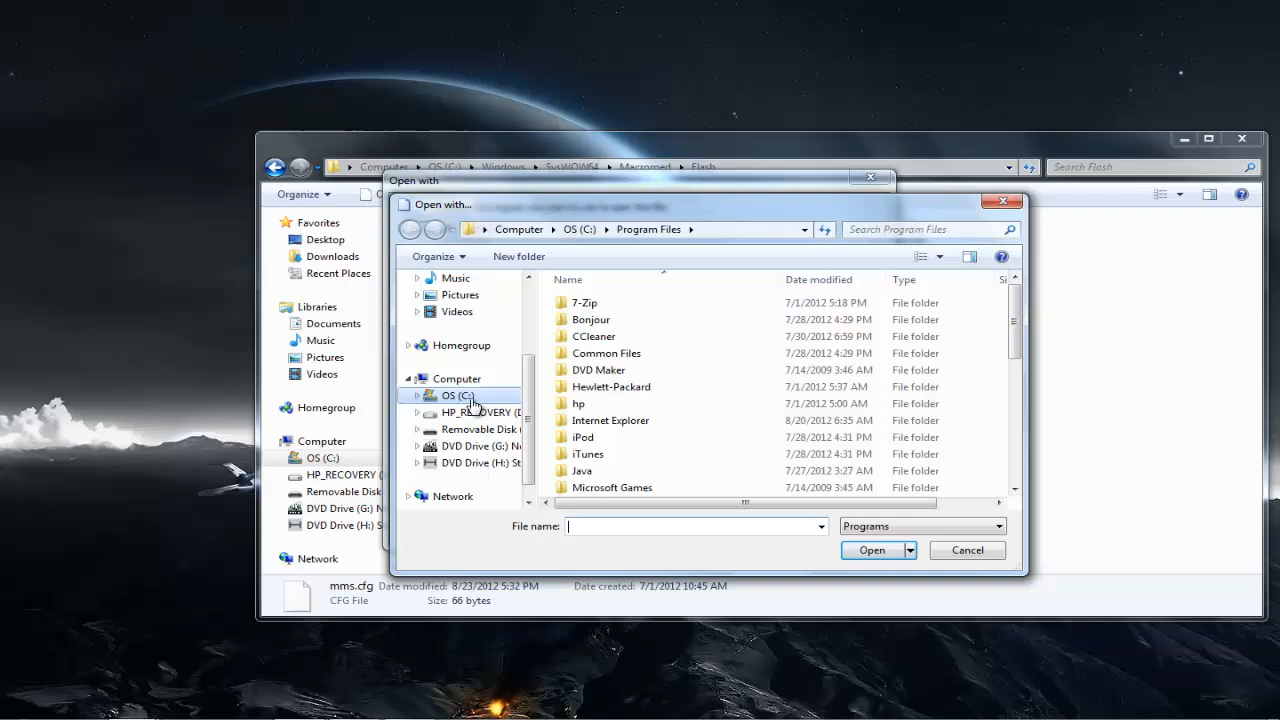 Computer ▸ OS (C:) ▸ Windows ▸ SysWOW64 ▸ Macromed ▸ Flash
Search Flash
Organize
Open with
Open with...
Computer ▸ OS (C:) ▸ Program Files ▸
Search Program Files
Organize
New folder
Favorites
Desktop
Downloads
Recent Places
Libraries
Documents
Music
Pictures
Videos
Homegroup
Computer
OS (C:)
HP_RECOVERY (
Removable Disk
DVD Drive (G:) N
DVD Drive (H:) S
Network
Music
Pictures
Videos
Homegroup
Computer
OS (C:)
HP_RECOVERY (D
Removable Disk (
DVD Drive (G:) Ne
DVD Drive (H:) St
Network
Name Date modified Type Si
7-Zip 7/1/2012 5:18 PM File folder
Bonjour 7/28/2012 4:29 PM File folder
CCleaner 7/30/2012 6:59 PM File folder
Common Files 7/28/2012 4:29 PM File folder
DVD Maker 7/14/2009 3:46 AM File folder
Hewlett-Packard 7/1/2012 5:37 AM File folder
hp 7/1/2012 5:00 AM File folder
Internet Explorer 8/20/2012 6:35 AM File folder
iPod 7/28/2012 4:31 PM File folder
iTunes 7/28/2012 4:31 PM File folder
Java 7/27/2012 3:27 AM File folder
Microsoft Games 7/14/2009 3:45 AM File folder
File name:
Programs
Open
Cancel
mms.cfg Date modified: 8/23/2012 5:32 PM Date created: 7/1/2012 10:45 AM
CFG File Size: 66 bytes